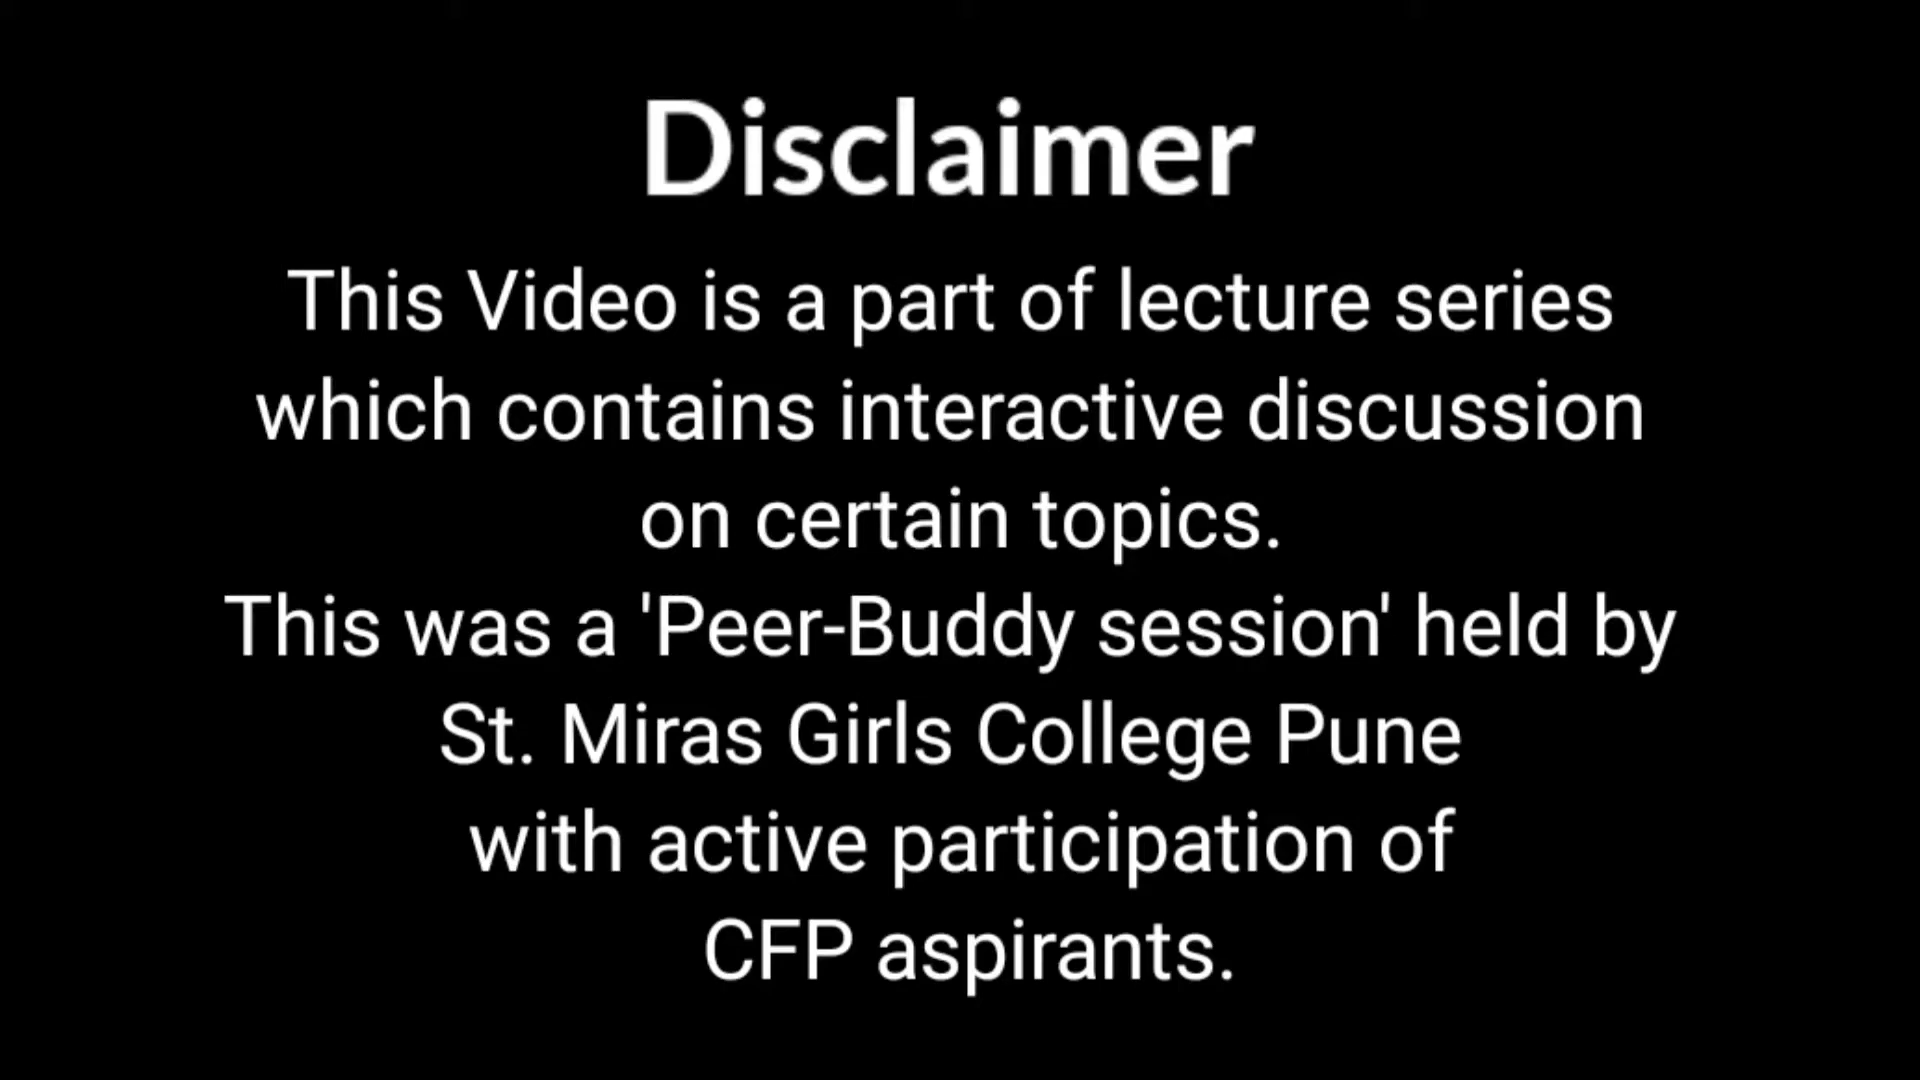 Disclaimer
This Video is a part of lecture series
which contains interactive discussion
on certain topics.
This was a 'Peer-Buddy session' held by
St. Miras Girls College Pune
with active participation of
CFP aspirants.